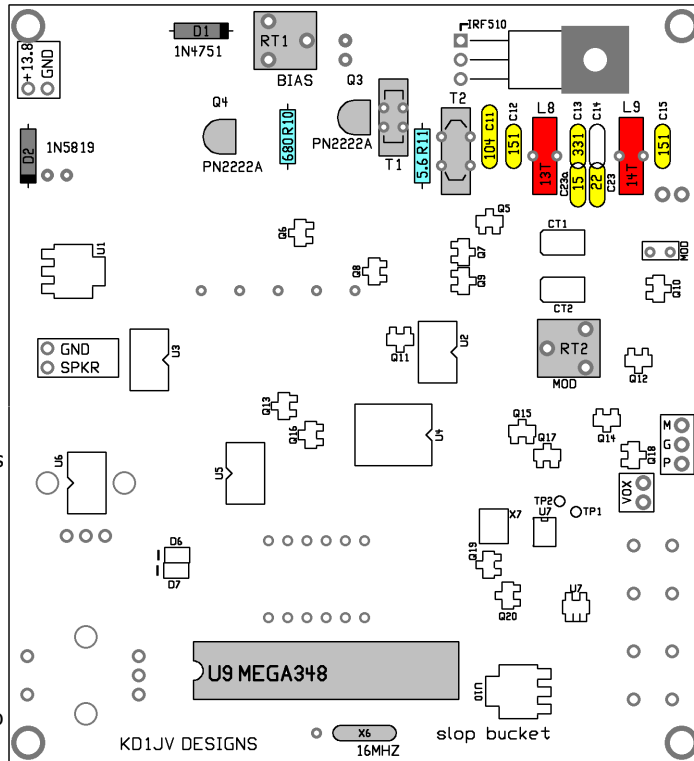 D1
1N4751
RT1
BIAS
Q3
IRF510
+13.8
GND
Q4
PN2222A
680 R10
PN2222A
T1
5.6 R11
T2
104 C11
151 C12
L8
13T
331 C13
C14
L9
14T
151 C15
C23a 15
22 C23
D2
1N5819
Q5
Q6
Q7
Q8
Q9
CT1
MOD
Q10
CT2
U1
GND
SPKR
U3
Q11
U2
RT2
MOD
Q12
Q13
Q16
U4
Q15
Q17
Q14
Q18
M
G
P
U6
U5
VOX
TP2
TP1
X7
U7
D6
D7
Q19
Q20
U7
U9 MEGA348
U10
KD1JV DESIGNS
X6
16MHZ
slop bucket